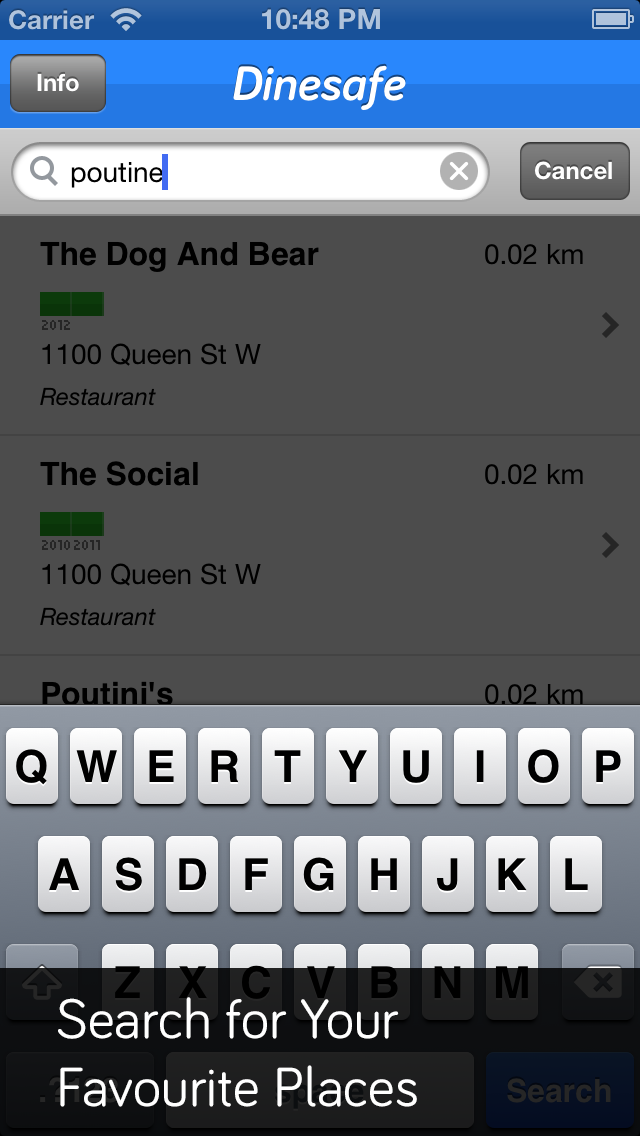 Carrier 10:48 PM
Info Dinesafe
poutine Cancel
The Dog And Bear 0.02 km
2012
1100 Queen St W
Restaurant
The Social 0.02 km
2010 2011
1100 Queen St W
Restaurant
Poutini's 0.02 km
Q W E R T Y U I O P
A S D F G H J K L
Z X C V B N M
Search for Your
Favourite Places
Search